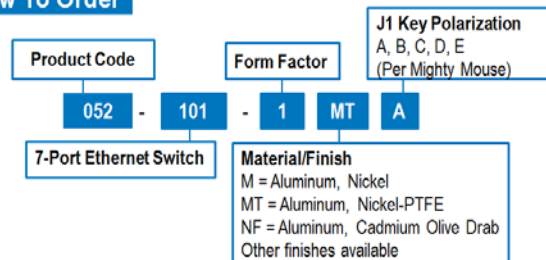 w To Order
J1 Key Polarization
A, B, C, D, E
(Per Mighty Mouse)
Product Code
Form Factor
052 - 101 - 1 MT A
7-Port Ethernet Switch
Material/Finish
M = Aluminum, Nickel
MT = Aluminum, Nickel-PTFE
NF = Aluminum, Cadmium Olive Drab
Other finishes available